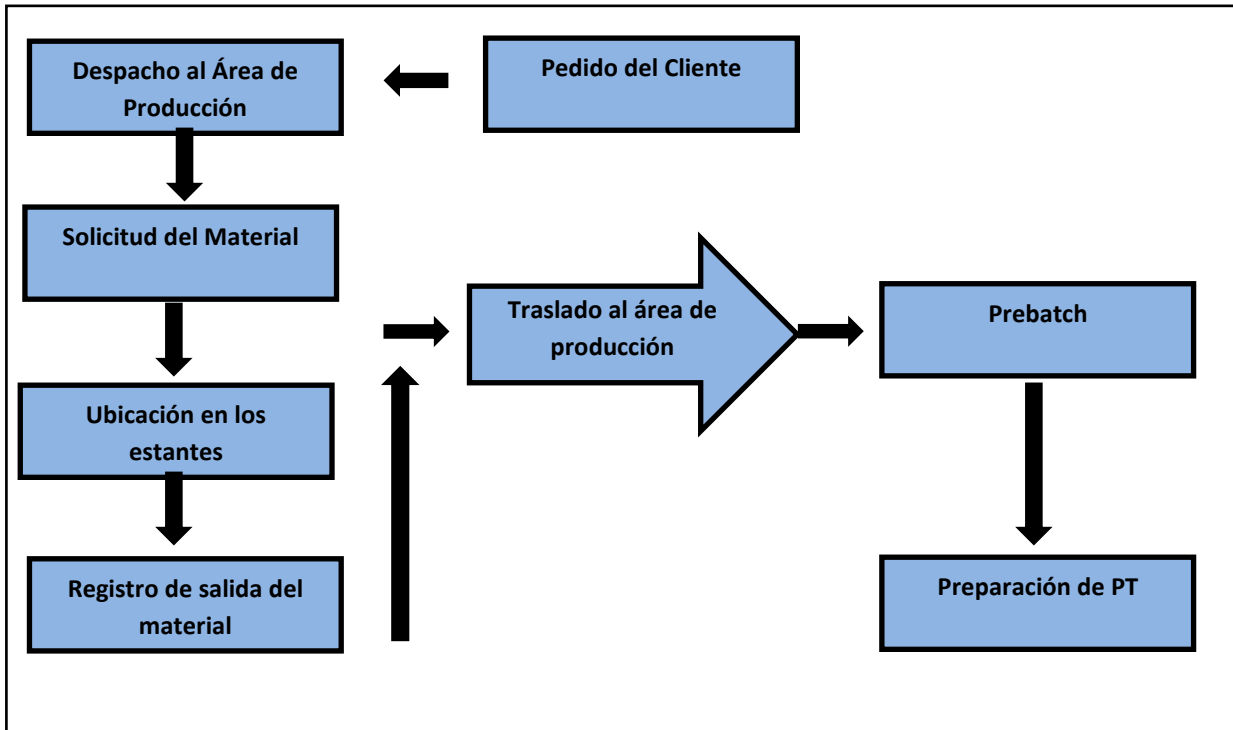 Despacho al Área de
Producción
Pedido del Cliente
Solicitud del Material
Ubicación en los
estantes
Registro de salida del
material
Traslado al área de
producción
Prebatch
Preparación de PT